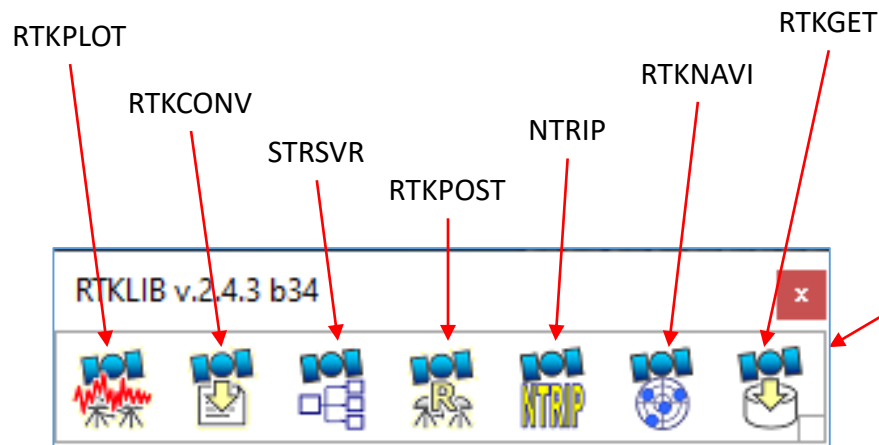 RTKPLOT
RTKCONV
STRSVR
RTKPOST
NTRIP
RTKNAVI
RTKGET
RTKLIB v.2.4.3 b34
x
R
NTRIP